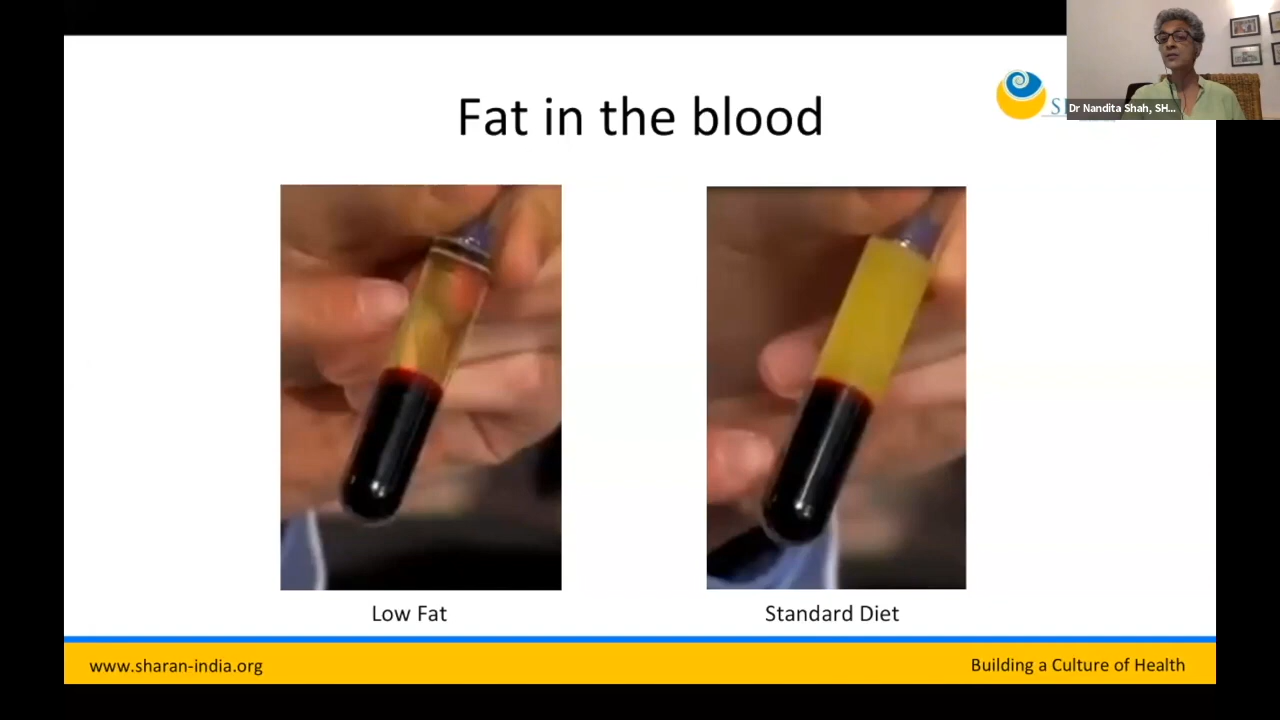 Fat in the blood
Dr Nandita Shah, SH...
Low Fat
Standard Diet
www.sharan-india.org
Building a Culture of Health